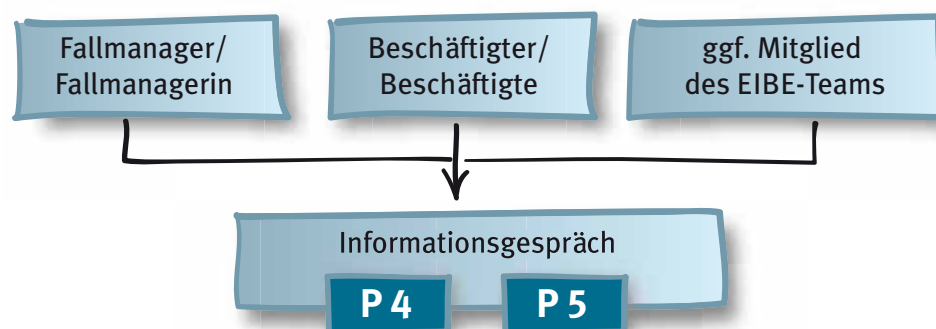 Fallmanager/
Fallmanagerin
Beschäftigter/
Beschäftigte
ggf. Mitglied
des EIBE-Teams
Informationsgespräch
P 4
P 5